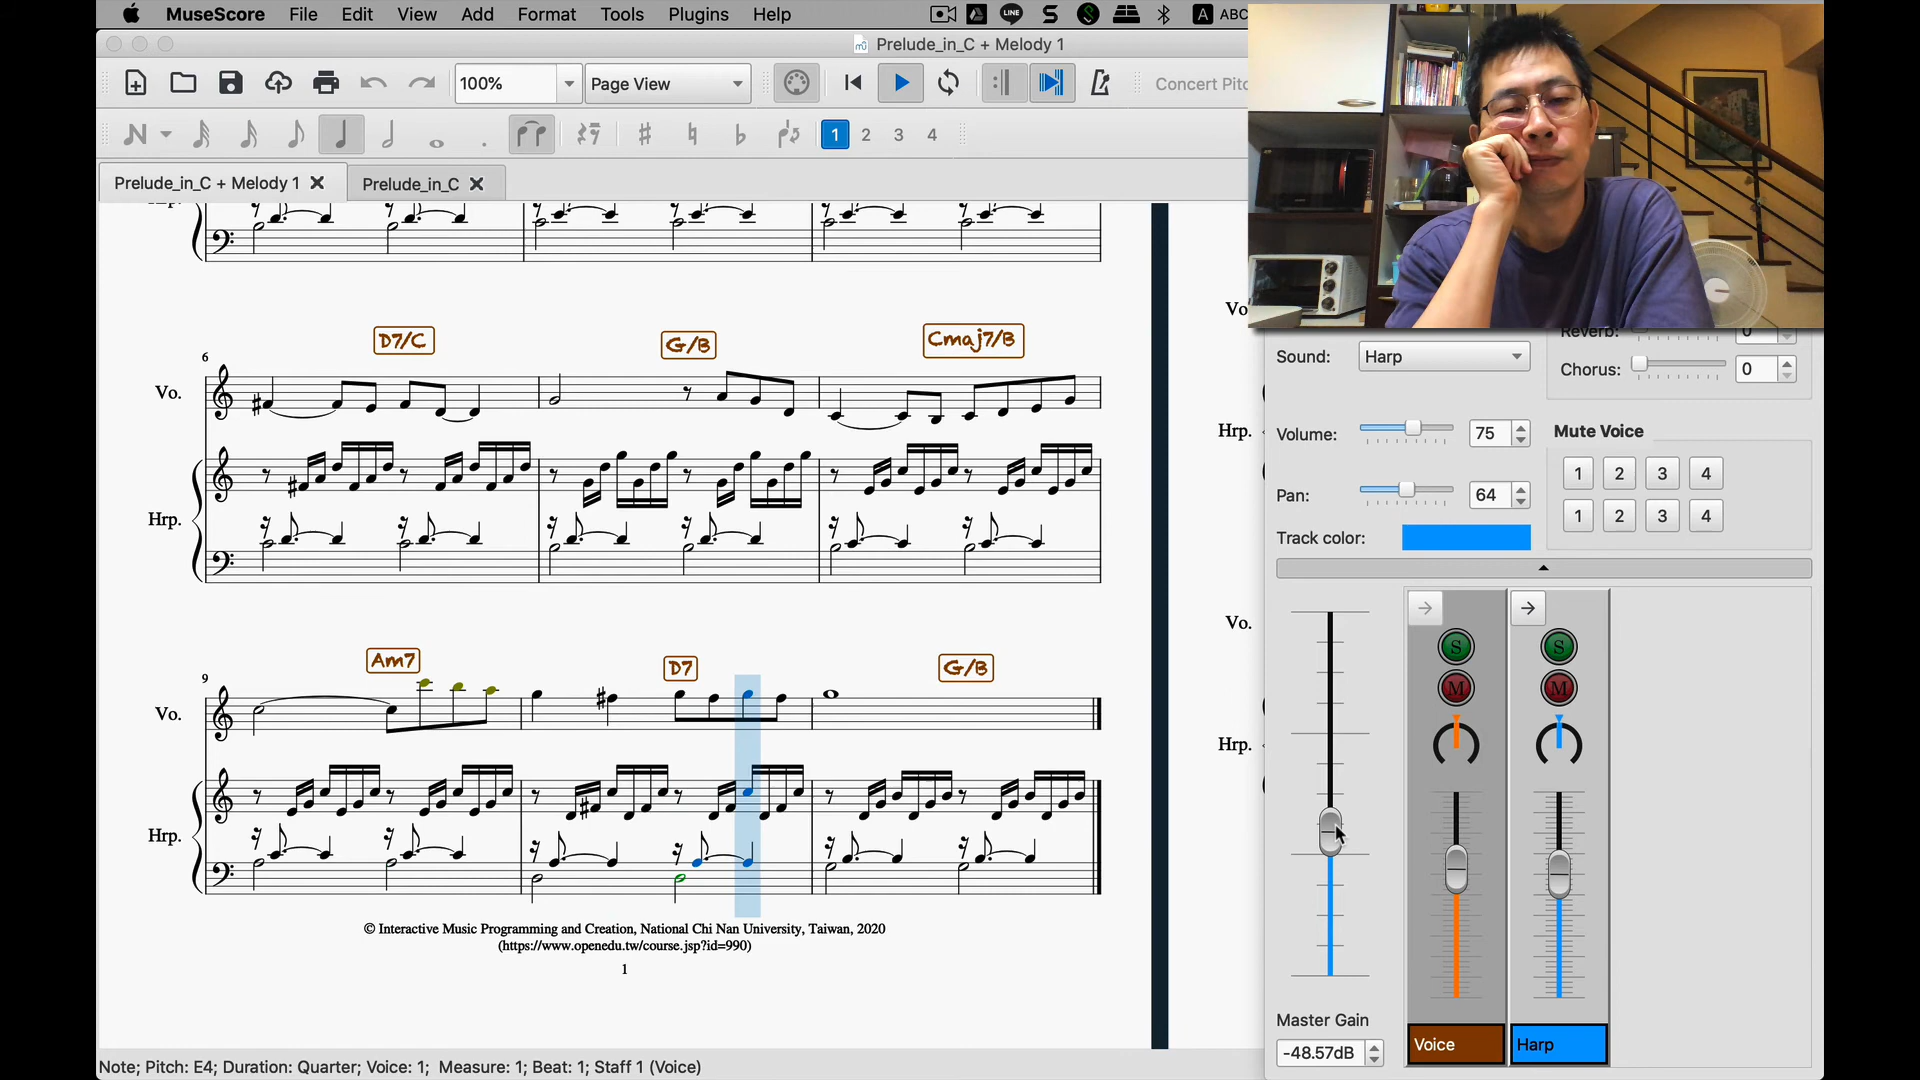 MuseScore File Edit View Add Format Tools Plugins Help
LINE
S
A ABC
Prelude_in_C + Melody 1
100%
Page View
Concert Pitc
1 2 3 4
Prelude_in_C + Melody 1
Prelude_in_C
D7/C G/B Cmaj7/B
6
Vo.
Hrp.
Am7 D7 G/B
9
Vo.
Hrp.
© Interactive Music Programming and Creation, National Chi Nan University, Taiwan, 2020
(https://www.openedu.tw/course.jsp?id=990)
1
Note; Pitch: E4; Duration: Quarter; Voice: 1; Measure: 1; Beat: 1; Staff 1 (Voice)
Hrp.
Vo.
Hrp.
Reverb: 0
Sound: Harp
Chorus: 0
Volume: 75
Mute Voice
1 2 3 4
Pan: 64
1 2 3 4
Track color:
S S
M M
Master Gain
-48.57dB
Voice
Harp